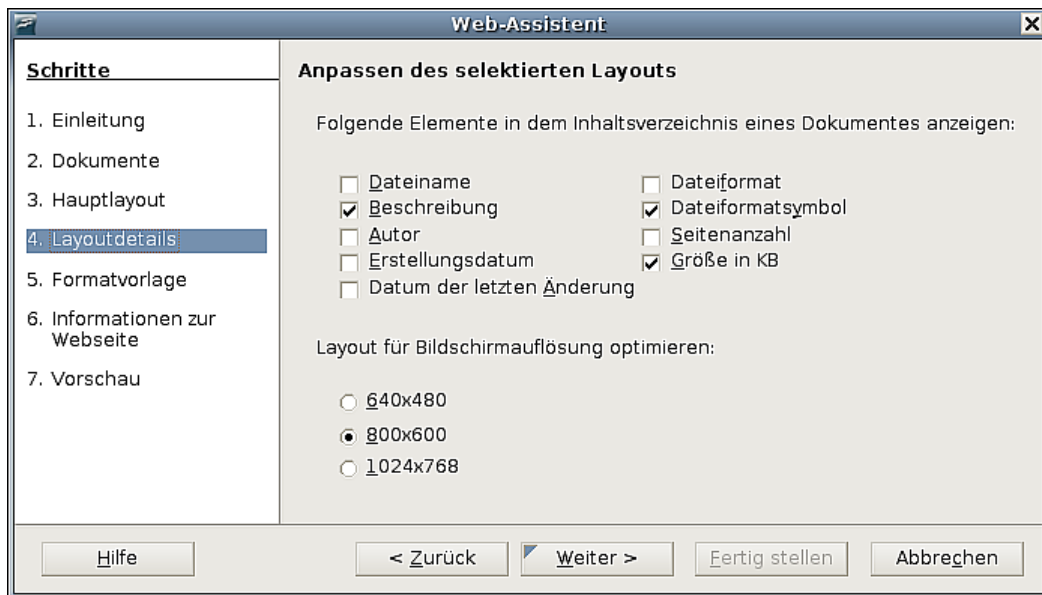 Web-Assistent
Schritte
1. Einleitung
2. Dokumente
3. Hauptlayout
4. Layoutdetails
5. Formatvorlage
6. Informationen zur
Webseite
7. Vorschau
Anpassen des selektierten Layouts
Folgende Elemente in dem Inhaltsverzeichnis eines Dokumentes anzeigen:
Dateiname
Beschreibung
Autor
Erstellungsdatum
Datum der letzten Änderung
Dateiformat
Dateiformatsymbol
Seitenanzahl
Größe in KB
Layout für Bildschirmauflösung optimieren:
640x480
800x600
1024x768
Hilfe
< Zurück
Weiter >
Fertig stellen
Abbrechen